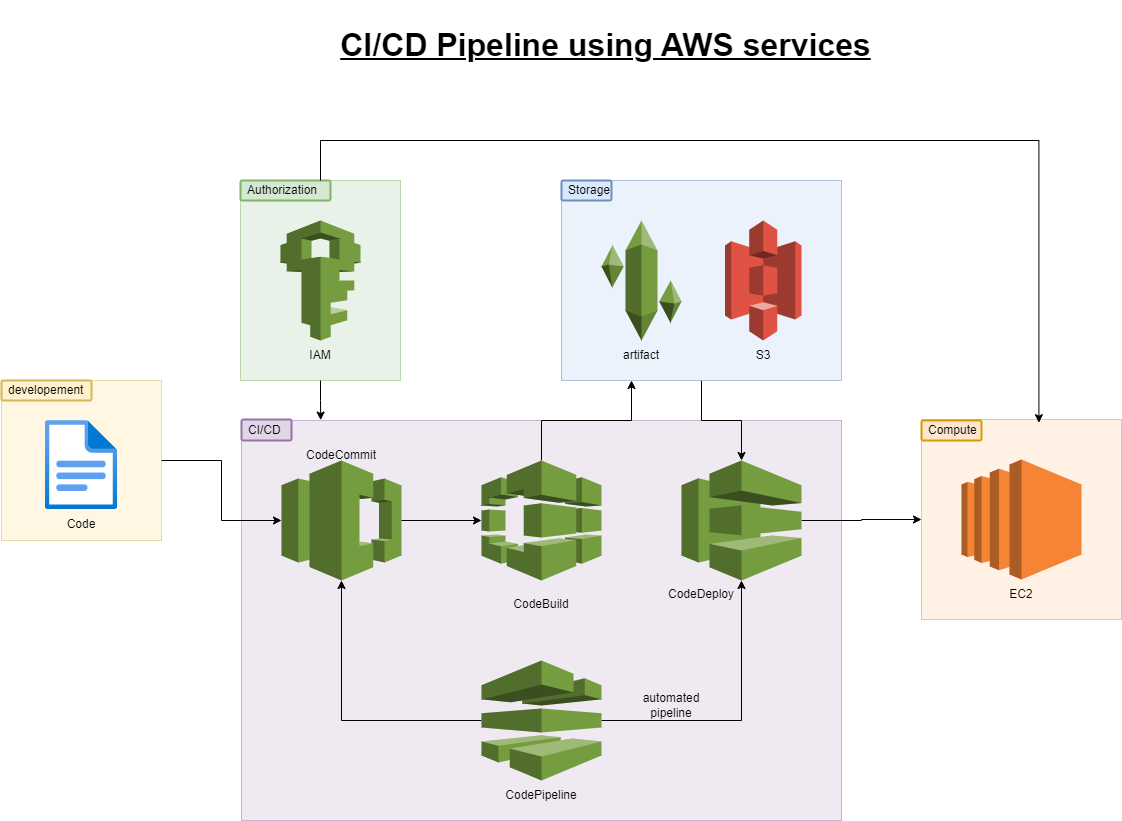 CI/CD Pipeline using AWS services
Authorization
Storage
IAM
artifact
S3
developement
Code
CI/CD
CodeCommit
CodeBuild
CodeDeploy
Compute
EC2
automated
pipeline
CodePipeline